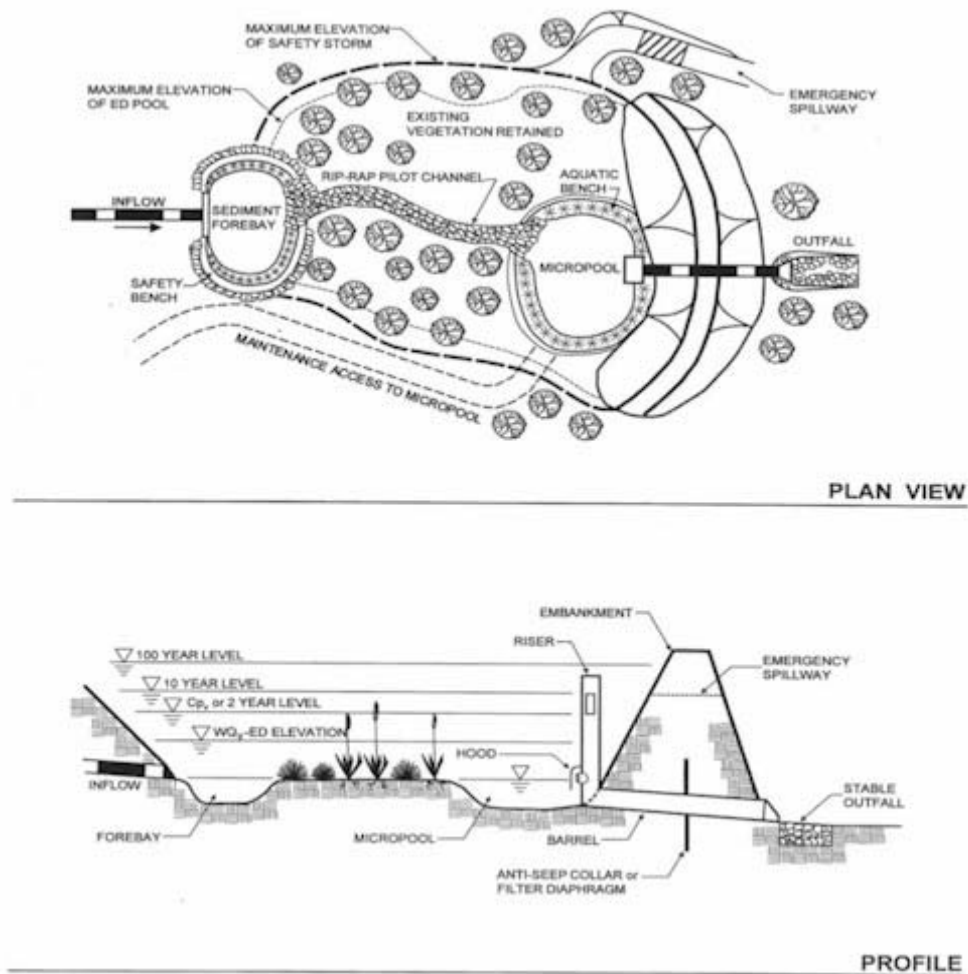 MAXIMUM ELEVATION
OF SAFETY STORM
MAXIMUM ELEVATION
OF ED POOL
EMERGENCY
SPILLWAY
EXISTING
VEGETATION RETAINED
RIP-RAP PILOT CHANNEL
AQUATIC
BENCH
INFLOW
SEDIMENT
FOREBAY
MICROPOOL
OUTFALL
SAFETY
BENCH
MAINTENANCE ACCESS TO MICROPOOL
PLAN VIEW
EMBANKMENT
RISER
100 YEAR LEVEL
EMERGENCY
SPILLWAY
10 YEAR LEVEL
Cpv or 2 YEAR LEVEL
WQv-ED ELEVATION
HOOD
INFLOW
STABLE
OUTFALL
FOREBAY
MICROPOOL
BARREL
ANTI-SEEP COLLAR or
FILTER DIAPHRAGM
PROFILE